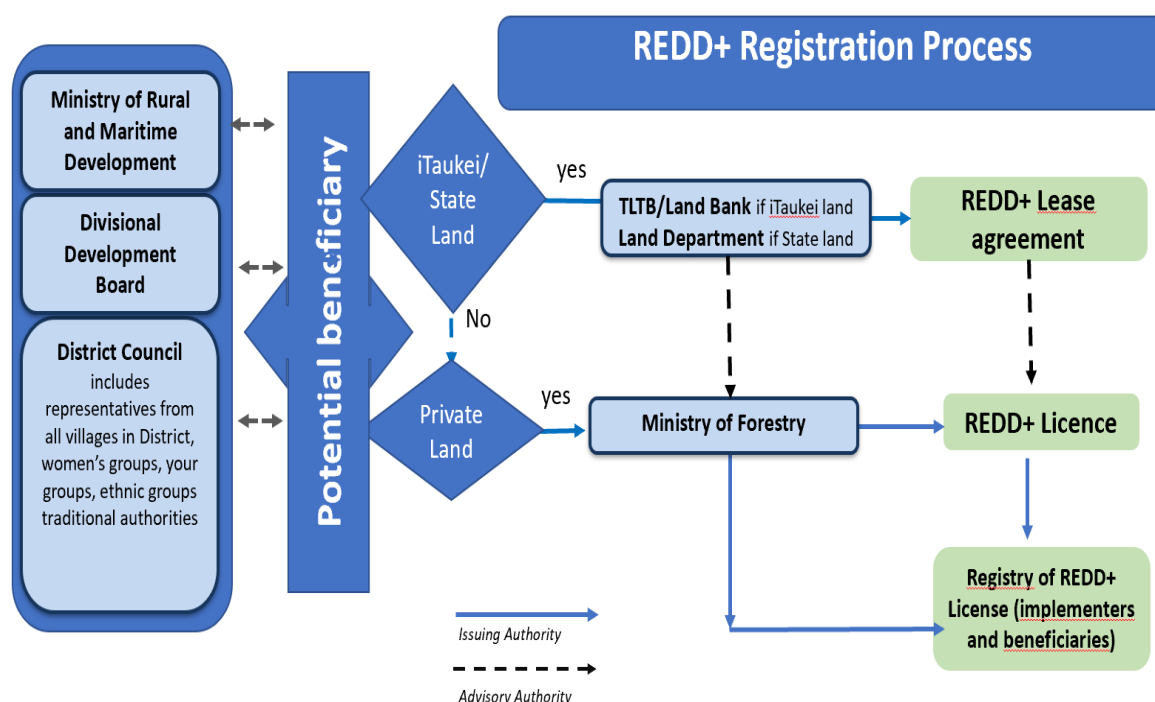 REDD+ Registration Process
Ministry of Rural
and Maritime
Development
Divisional
Development
Board
District Council
includes
representatives from
all villages in District,
women's groups, your
groups, ethnic groups
traditional authorities
Potential beneficiary
iTaukei/
State
Land
yes
No
Private
Land
yes
TLTB/Land Bank if iTaukei land
Land Department if State land
REDD+ Lease
agreement
Ministry of Forestry
REDD+ Licence
Registry of REDD+
License (implementers
and beneficiaries)
Issuing Authority
Advisory Authority